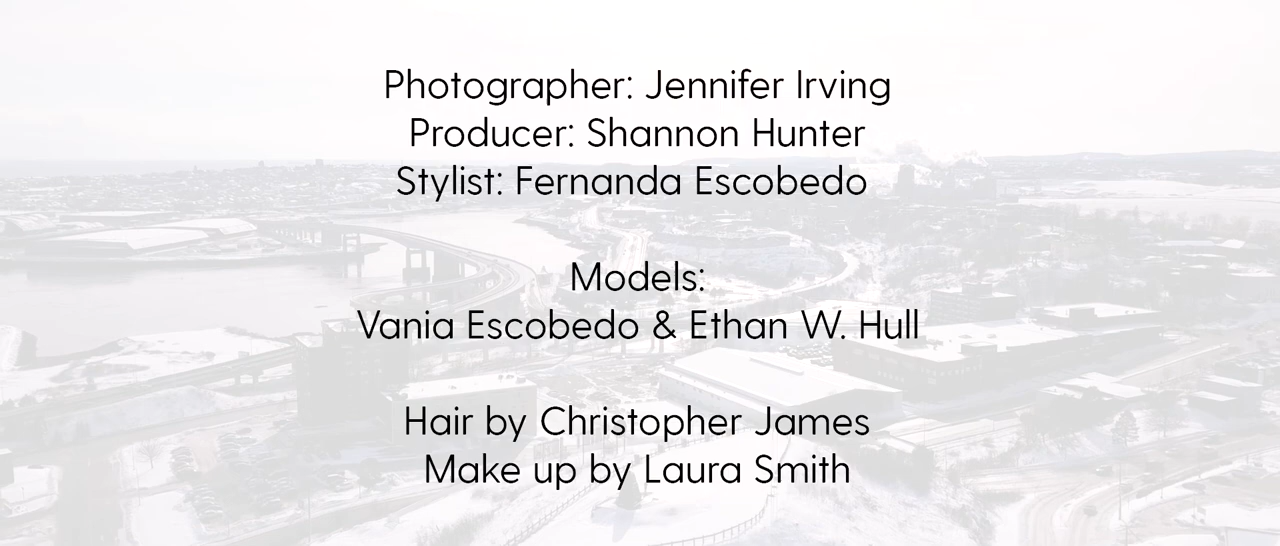 Photographer: Jennifer Irving
Producer: Shannon Hunter
Stylist: Fernanda Escobedo
Models:
Vania Escobedo & Ethan W. Hull
Hair by Christopher James
Make up by Laura Smith